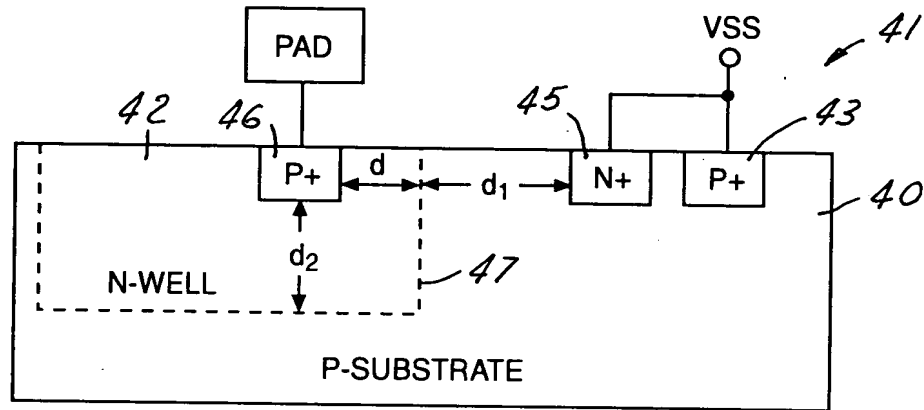 PAD
VSS
41
42
46
45
43
P+
d
d1
N+
P+
40
d2
N-WELL
47
P-SUBSTRATE